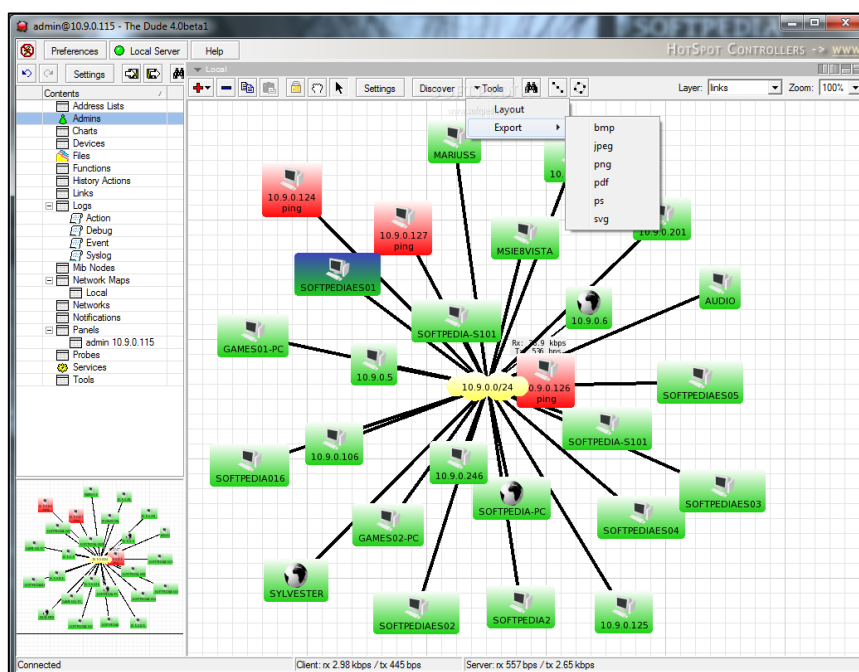 admin@10.9.0.115 - The Dude 4.0beta1
SOFTPEDIA
Preferences
Local Server
Help
HotSpot Controllers -> www
Settings
Local
Settings
Discover
Tools
Layer:
links
Zoom:
100%
Contents
Address Lists
Admins
Charts
Devices
Files
Functions
History Actions
Links
Logs
Action
Debug
Event
Syslog
Mib Nodes
Network Maps
Local
Networks
Notifications
Panels
admin 10.9.0.115
Probes
Services
Tools
Layout
Export
bmp
jpeg
png
pdf
ps
svg
MARIUSS
10.9.0.124
ping
10.9.0.127
ping
10.9.0.201
MSIE8VISTA
SOFTPEDIAES01
AUDIO
10.9.0.6
SOFTPEDIA-S101
GAMES01-PC
10.9.0.5
10.9.0.0/24
10.9.0.126
ping
SOFTPEDIAES05
SOFTPEDIA-S101
10.9.0.106
SOFTPEDIA016
10.9.0.246
SOFTPEDIA-PC
SOFTPEDIAES03
GAMES02-PC
SOFTPEDIAES04
SYLVESTER
SOFTPEDIAES02
SOFTPEDIA2
10.9.0.125
Connected
Client: rx 2.98 kbps / tx 445 bps
Server: rx 557 bps / tx 2.65 kbps